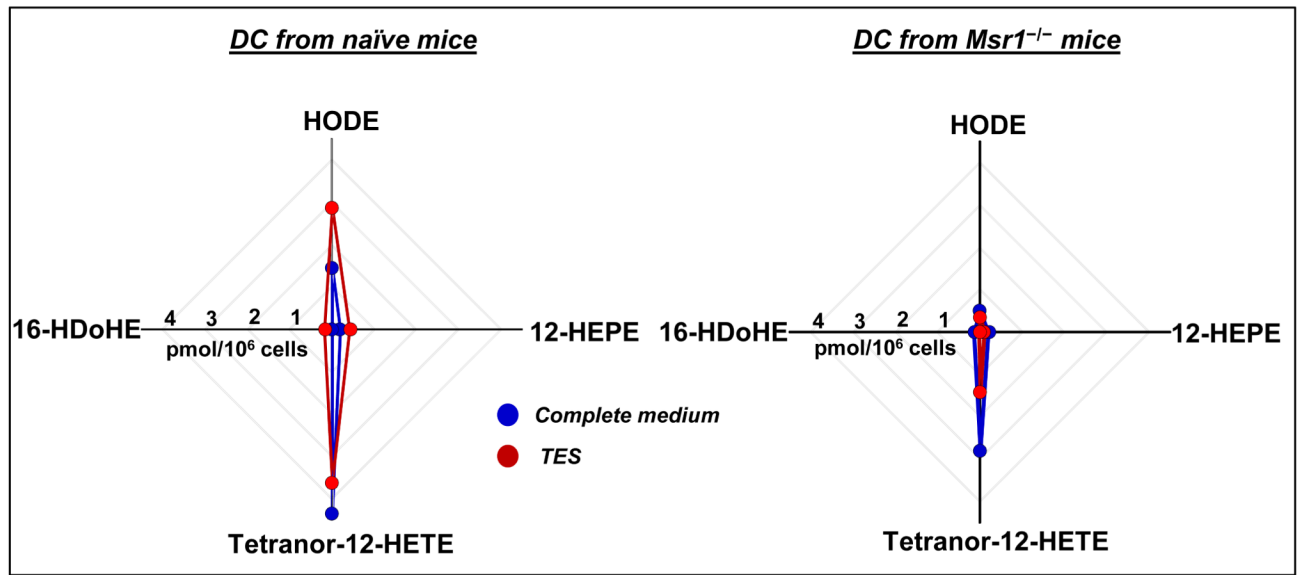 DC from naïve mice
HODE
16-HDoHE
4 3 2 1
pmol/10⁶ cells
12-HEPE
Tetranor-12-HETE
Complete medium
TES
DC from Msr1⁻/⁻ mice
HODE
16-HDoHE
4 3 2 1
pmol/10⁶ cells
12-HEPE
Tetranor-12-HETE